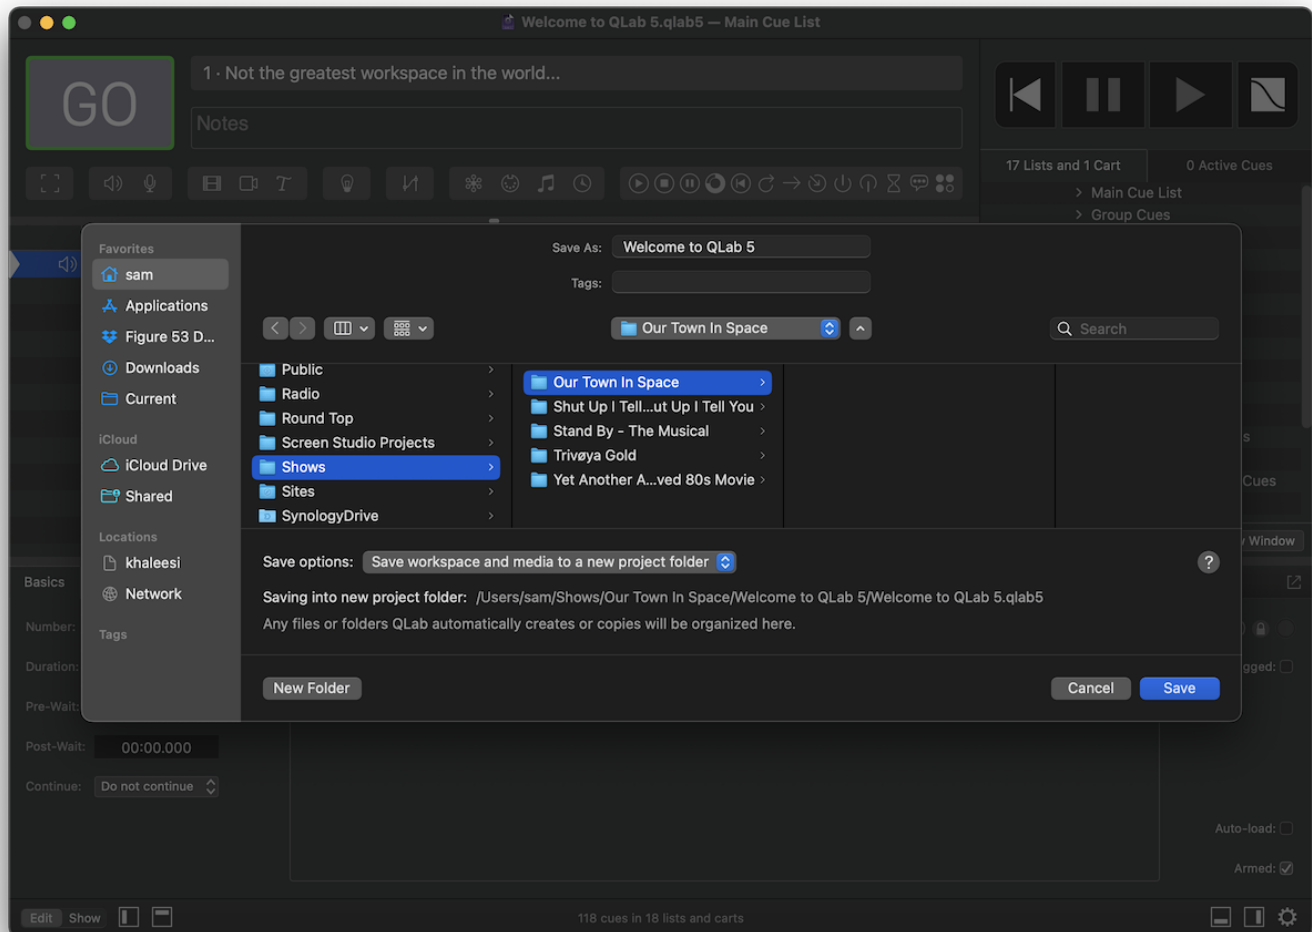 Welcome to QLab 5.qlab5 — Main Cue List
GO
1 · Not the greatest workspace in the world...
Notes
17 Lists and 1 Cart
0 Active Cues
Main Cue List
Group Cues
Favorites
sam
Applications
Figure 53 D...
Downloads
Current
iCloud
iCloud Drive
Shared
Locations
khaleesi
Network
Tags
Save As: Welcome to QLab 5
Tags:
Our Town In Space
Search
Public
Radio
Round Top
Screen Studio Projects
Shows
Sites
SynologyDrive
Our Town In Space
Shut Up I Tell...ut Up I Tell You
Stand By - The Musical
Trivøya Gold
Yet Another A...ved 80s Movie
Save options: Save workspace and media to a new project folder
?
Saving into new project folder: /Users/sam/Shows/Our Town In Space/Welcome to QLab 5/Welcome to QLab 5.qlab5
Any files or folders QLab automatically creates or copies will be organized here.
New Folder
Cancel
Save
s
Cues
Window
Basics
Number:
Duration:
Pre-Wait:
Post-Wait: 00:00.000
Continue: Do not continue
gged:
Auto-load:
Armed:
Edit
Show
118 cues in 18 lists and carts